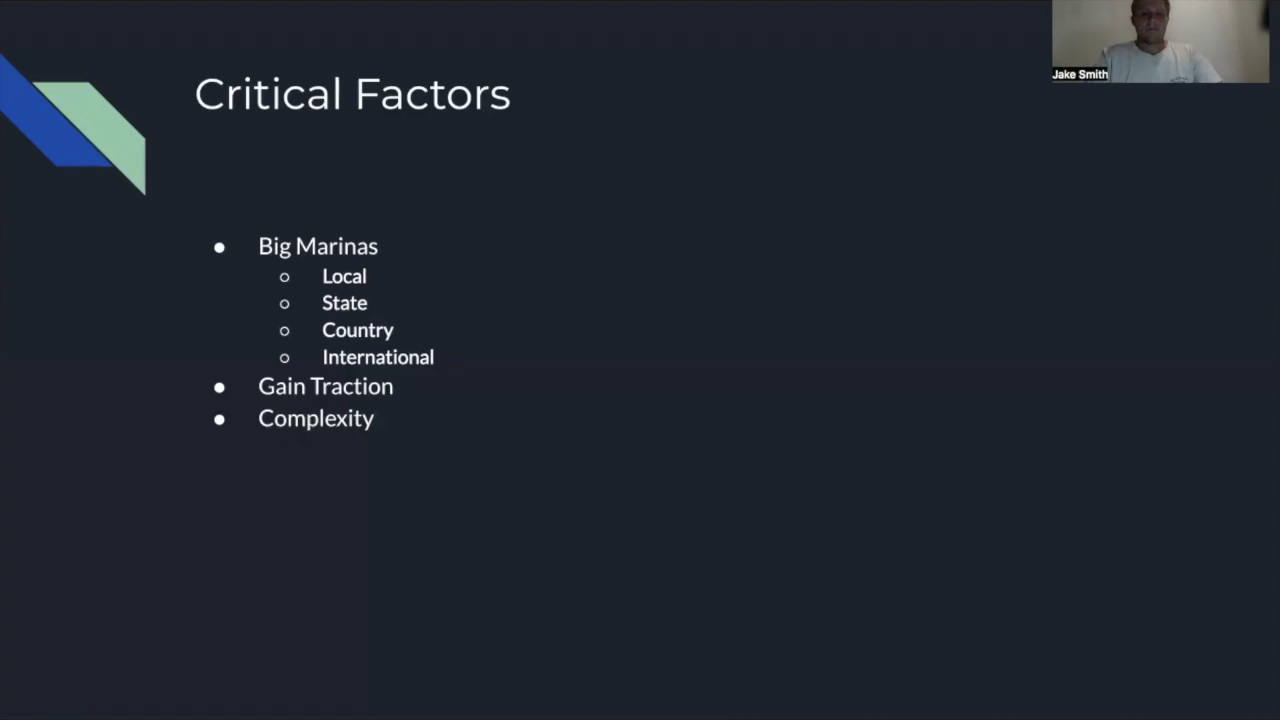 Jake Smith
Critical Factors
● Big Marinas
○ Local
○ State
○ Country
○ International
● Gain Traction
● Complexity